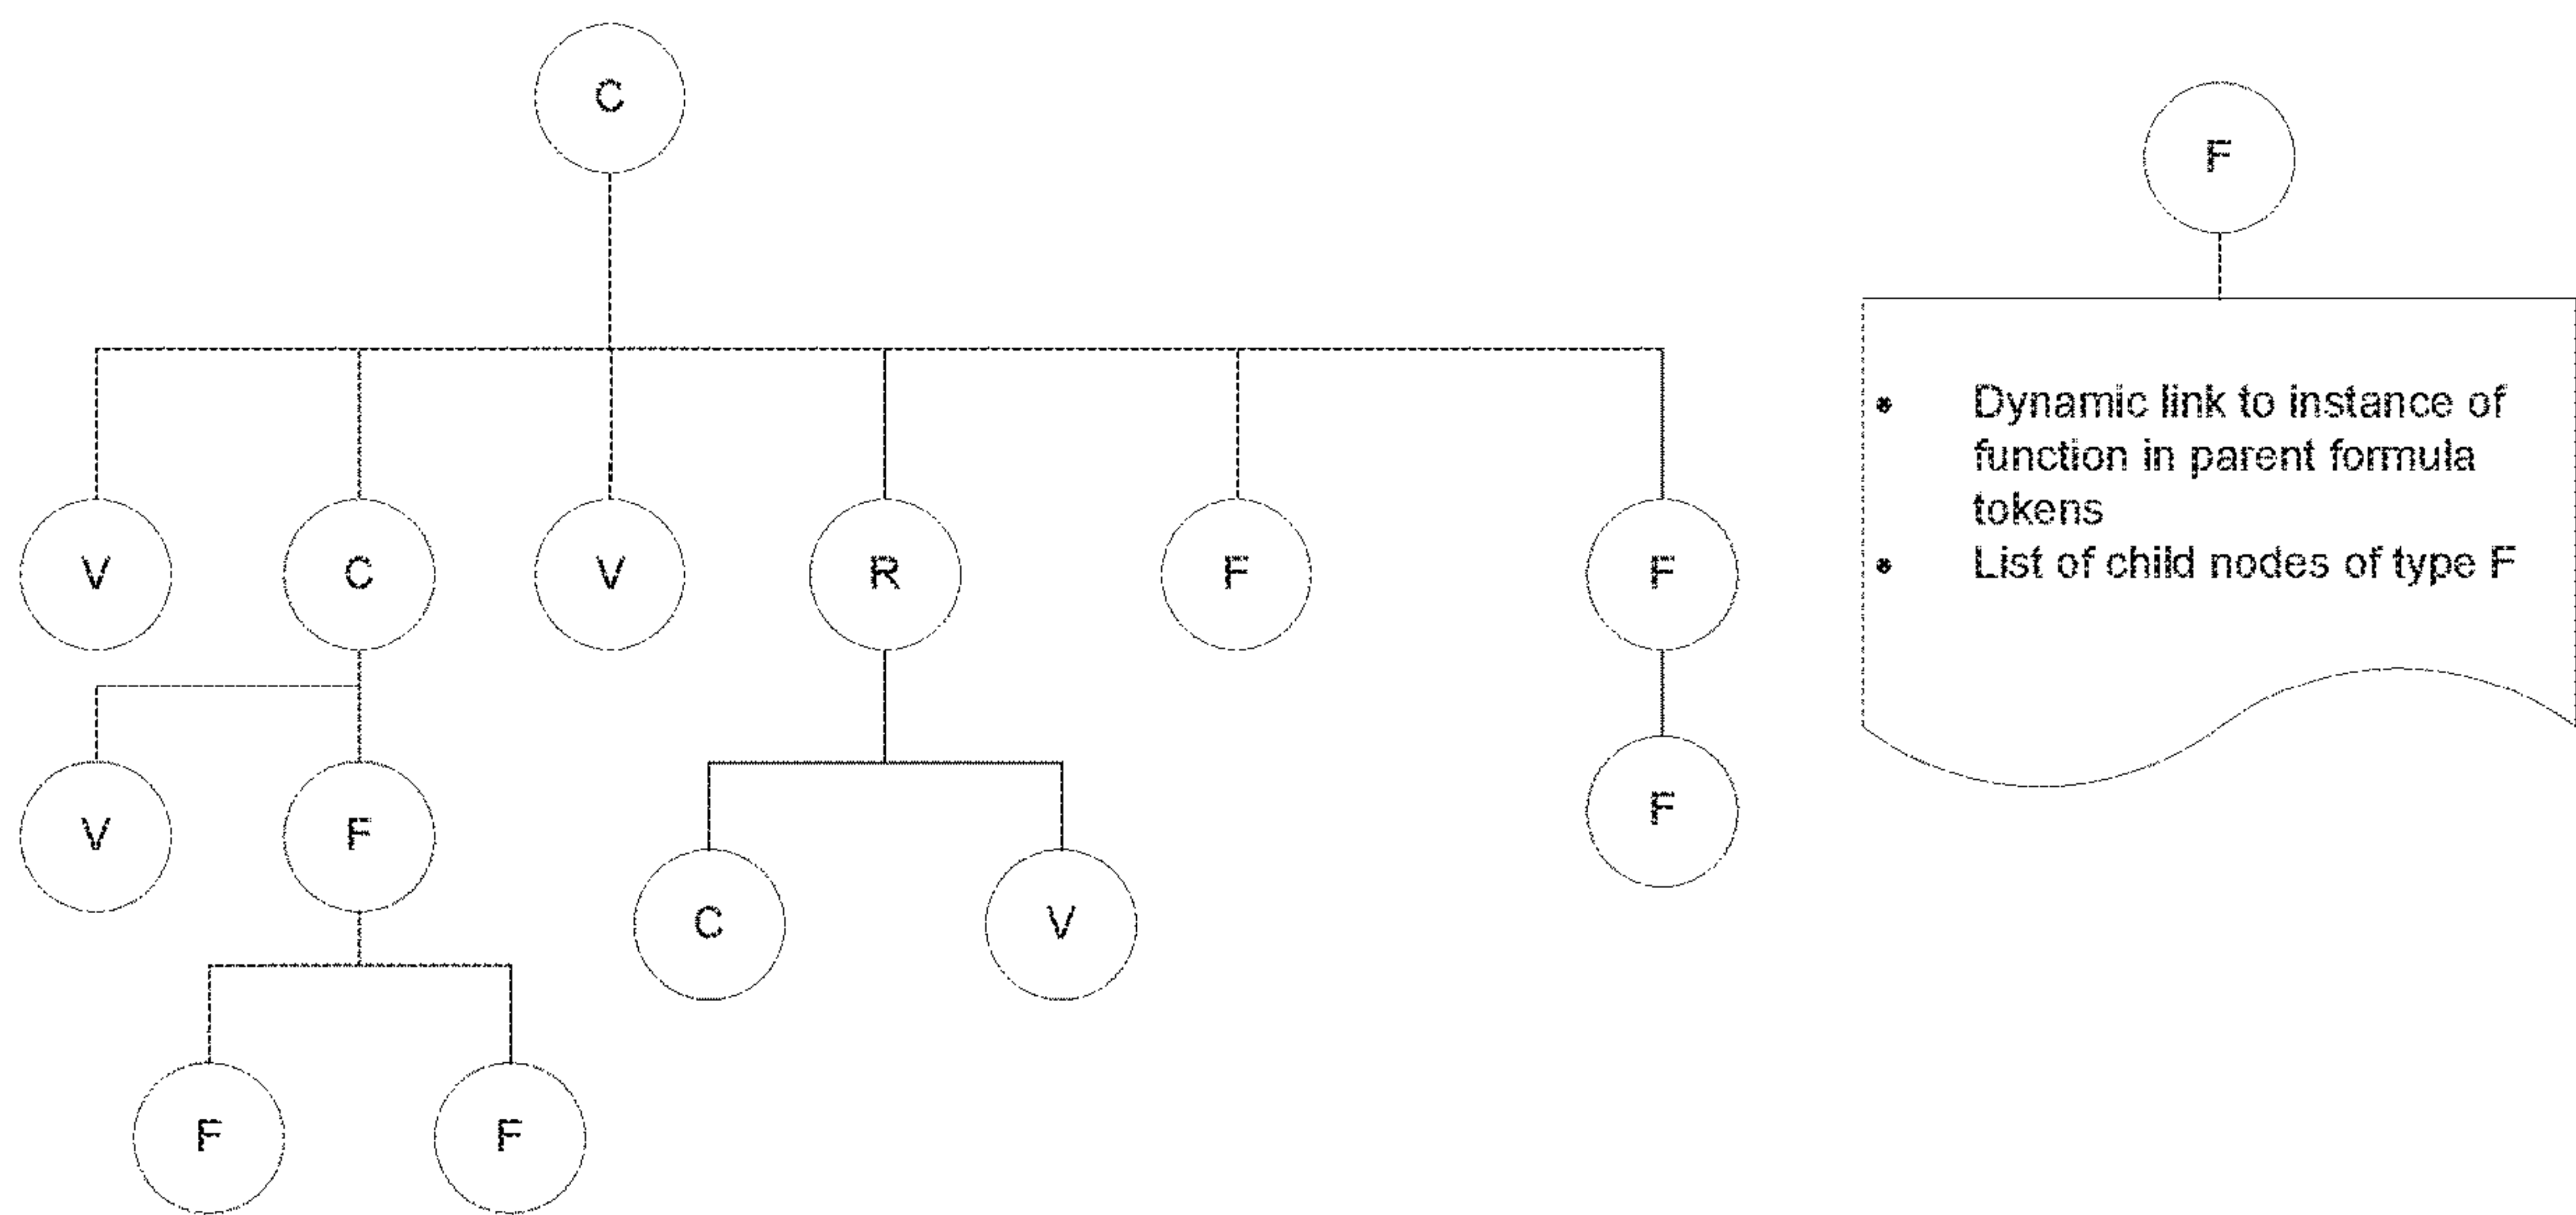 C
F
V
C
V
R
F
F
• Dynamic link to instance of
function in parent formula
tokens
• List of child nodes of type F
V
F
C
V
F
F
F